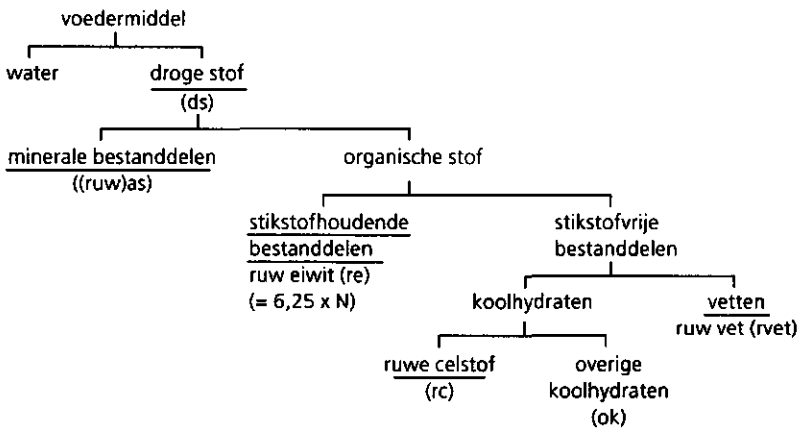 voedermiddel
water droge stof
(ds)
minerale bestanddelen organische stof
((ruw)as)
stikstofhoudende stikstofvrije
bestanddelen bestanddelen
ruw eiwit (re)
(= 6,25 x N) koolhydraten vetten
ruw vet (rvet)
ruwe celstof overige
(rc) koolhydraten
(ok)